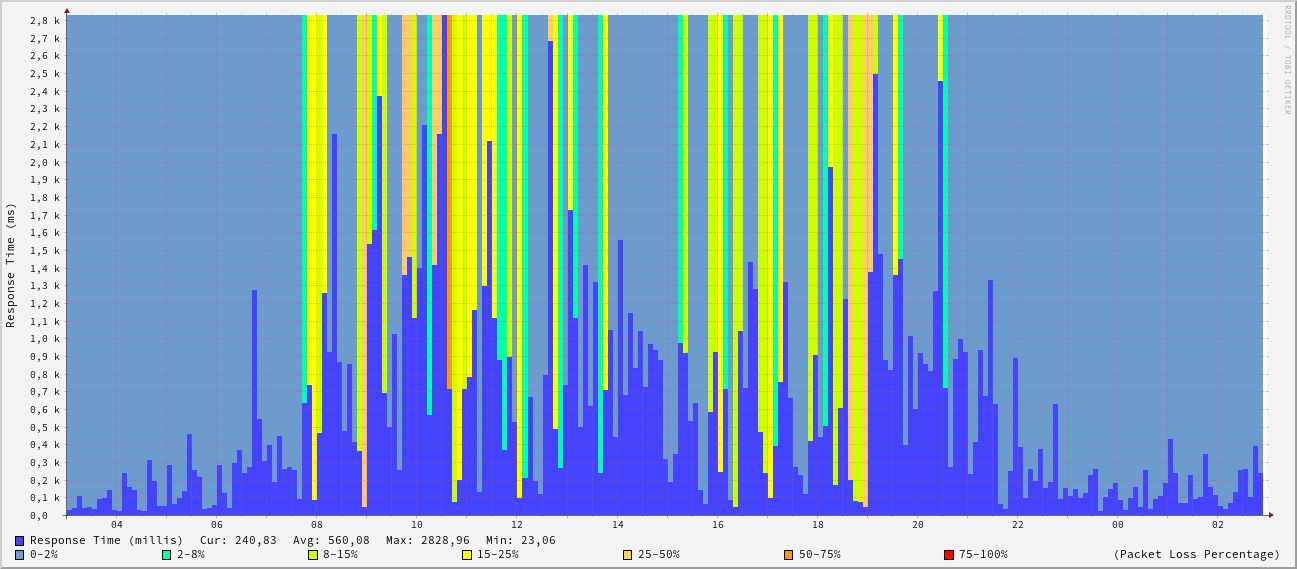 RRDTOOL / TOBI OETIKER
Response Time (ms)
2,8 k
2,7 k
2,6 k
2,5 k
2,4 k
2,3 k
2,2 k
2,1 k
2,0 k
1,9 k
1,8 k
1,7 k
1,6 k
1,5 k
1,4 k
1,3 k
1,2 k
1,1 k
1,0 k
0,9 k
0,8 k
0,7 k
0,6 k
0,5 k
0,4 k
0,3 k
0,2 k
0,1 k
0,0
04 06 08 10 12 14 16 18 20 22 00 02
Response Time (millis) Cur: 240,83 Avg: 560,08 Max: 2828,96 Min: 23,06
0-2% 2-8% 8-15% 15-25% 25-50% 50-75% 75-100% (Packet Loss Percentage)